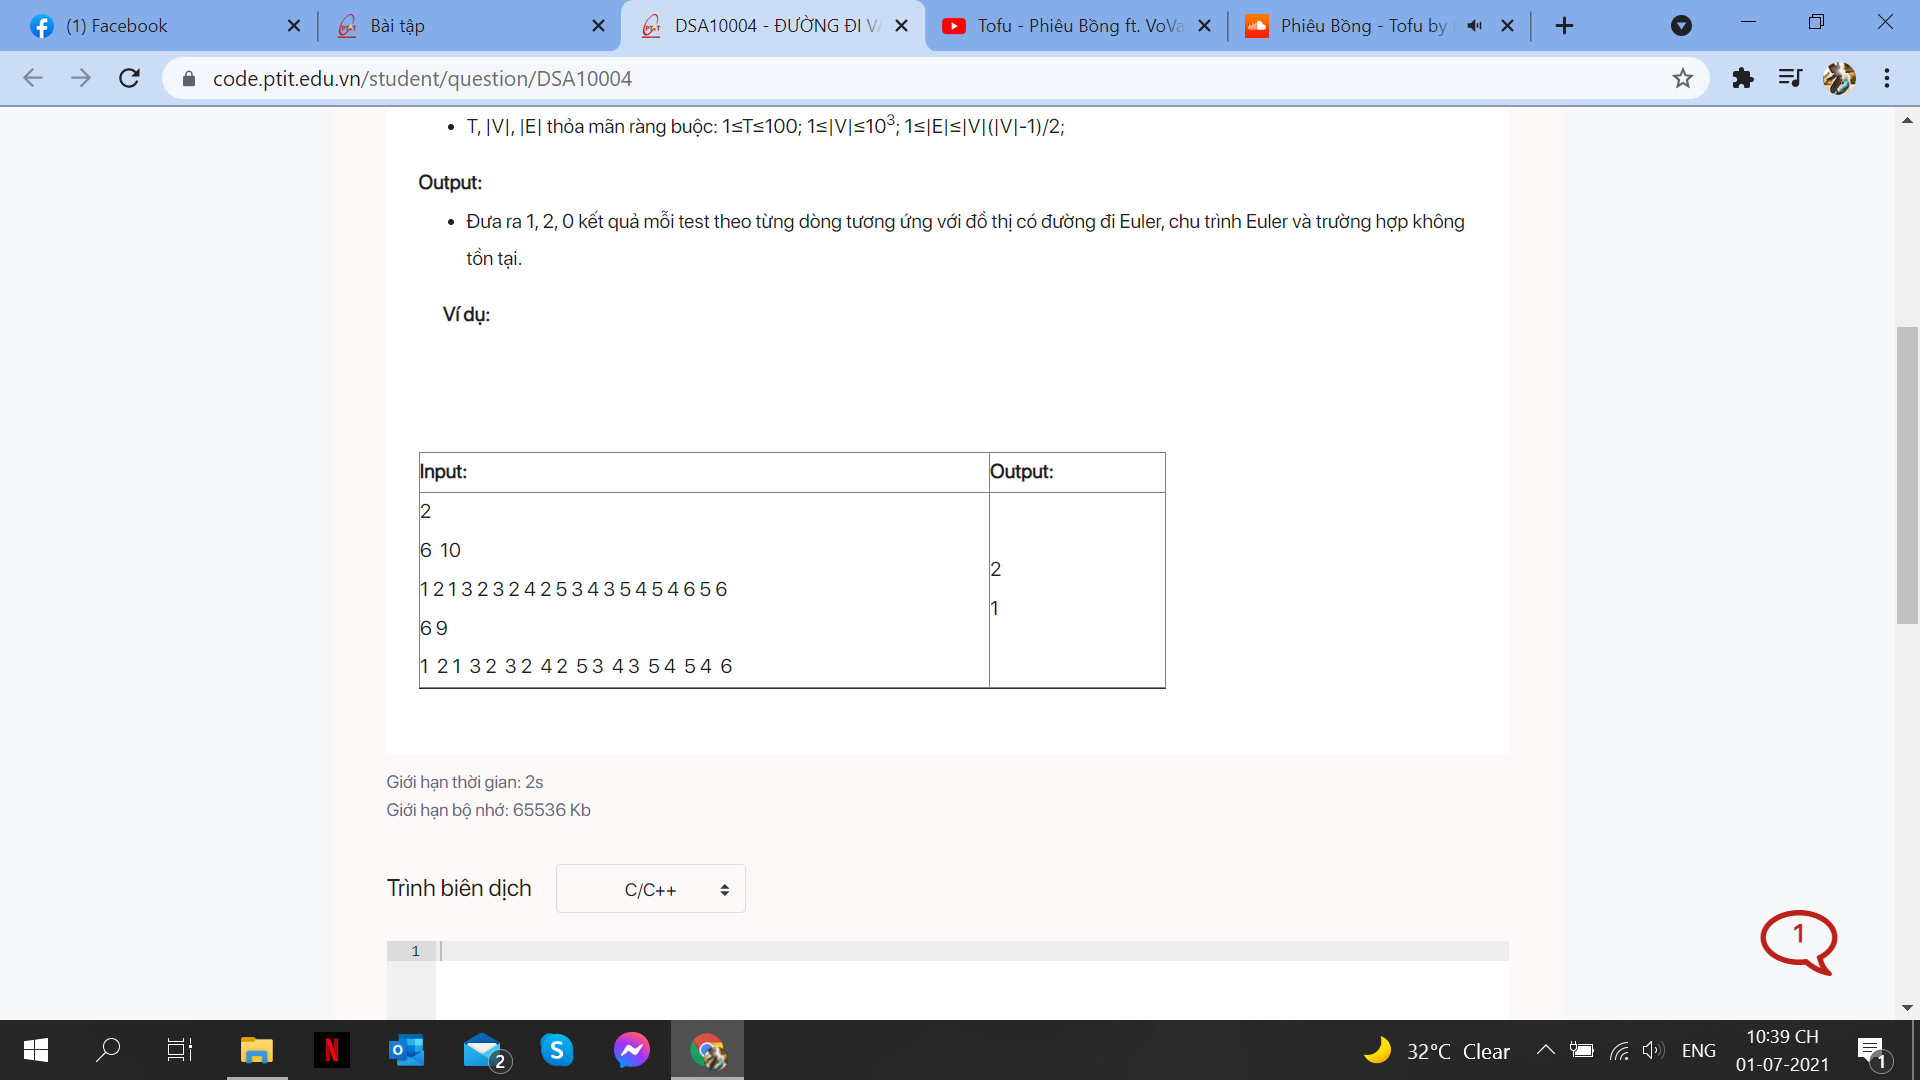 (1) Facebook
Bài tập
DSA10004 - ĐƯỜNG ĐI V
Tofu - Phiêu Bồng ft. VoVa
Phiêu Bồng - Tofu by
code.ptit.edu.vn/student/question/DSA10004
• T, |V|, |E| thỏa mãn ràng buộc: 1≤T≤100; 1≤|V|≤10³; 1≤|E|≤|V|(|V|-1)/2;
Output:
• Đưa ra 1, 2, 0 kết quả mỗi test theo từng dòng tương ứng với đồ thị có đường đi Euler, chu trình Euler và trường hợp không
tồn tại.
Ví dụ:
Input:
Output:
2
6 10
1 2 1 3 2 3 2 4 2 5 3 4 3 5 4 5 4 6 5 6
6 9
1 2 1 3 2 3 2 4 2 5 3 4 3 5 4 5 4 6
2
1
Giới hạn thời gian: 2s
Giới hạn bộ nhớ: 65536 Kb
Trình biên dịch
C/C++
1
1
2
32°C Clear
ENG
10:39 CH
01-07-2021
1